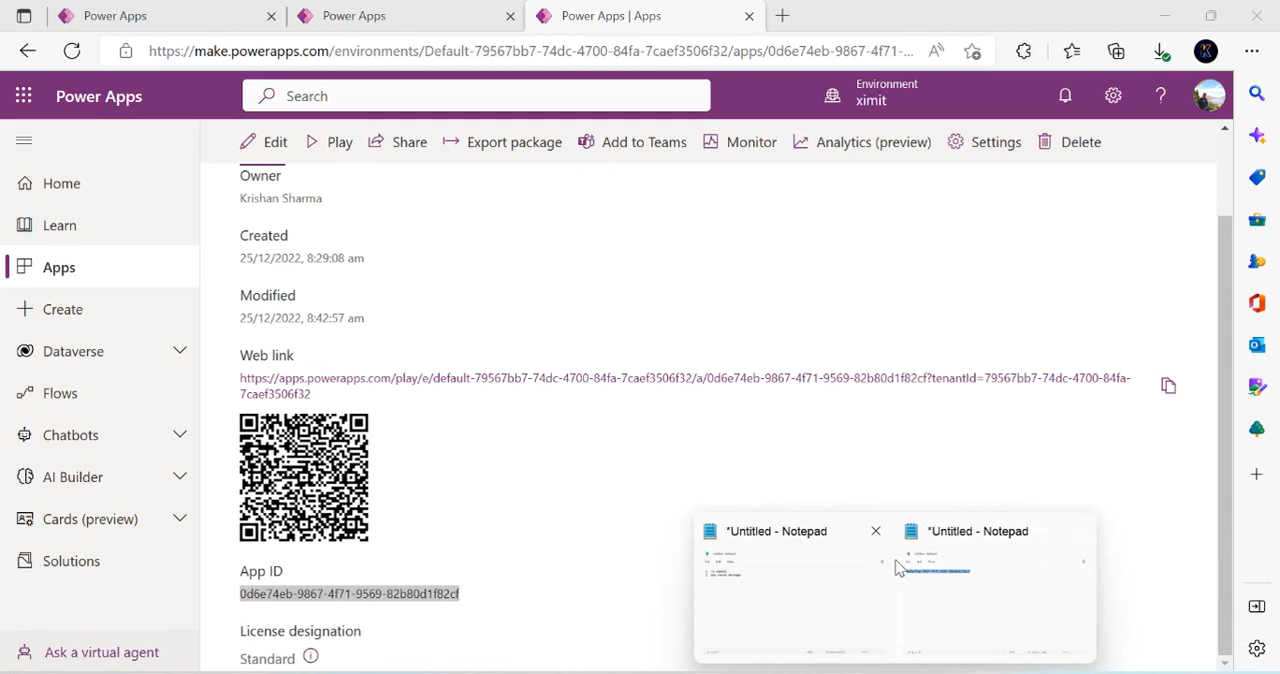 Power Apps
Power Apps
Power Apps | Apps
https://make.powerapps.com/environments/Default-79567bb7-74dc-4700-84fa-7caef3506f32/apps/0d6e74eb-9867-4f71-...
Power Apps
Search
Environment
ximit
Edit
Play
Share
Export package
Add to Teams
Monitor
Analytics (preview)
Settings
Delete
Home
Learn
Apps
Create
Dataverse
Flows
Chatbots
AI Builder
Cards (preview)
Solutions
Ask a virtual agent
Owner
Krishan Sharma
Created
25/12/2022, 8:29:08 am
Modified
25/12/2022, 8:42:57 am
Web link
https://apps.powerapps.com/play/e/default-79567bb7-74dc-4700-84fa-7caef3506f32/a/0d6e74eb-9867-4f71-9569-82b80d1f82cf?tenantId=79567bb7-74dc-4700-84fa-
7caef3506f32
App ID
0d6e74eb-9867-4f71-9569-82b80d1f82cf
License designation
Standard
*Untitled - Notepad
*Untitled - Notepad